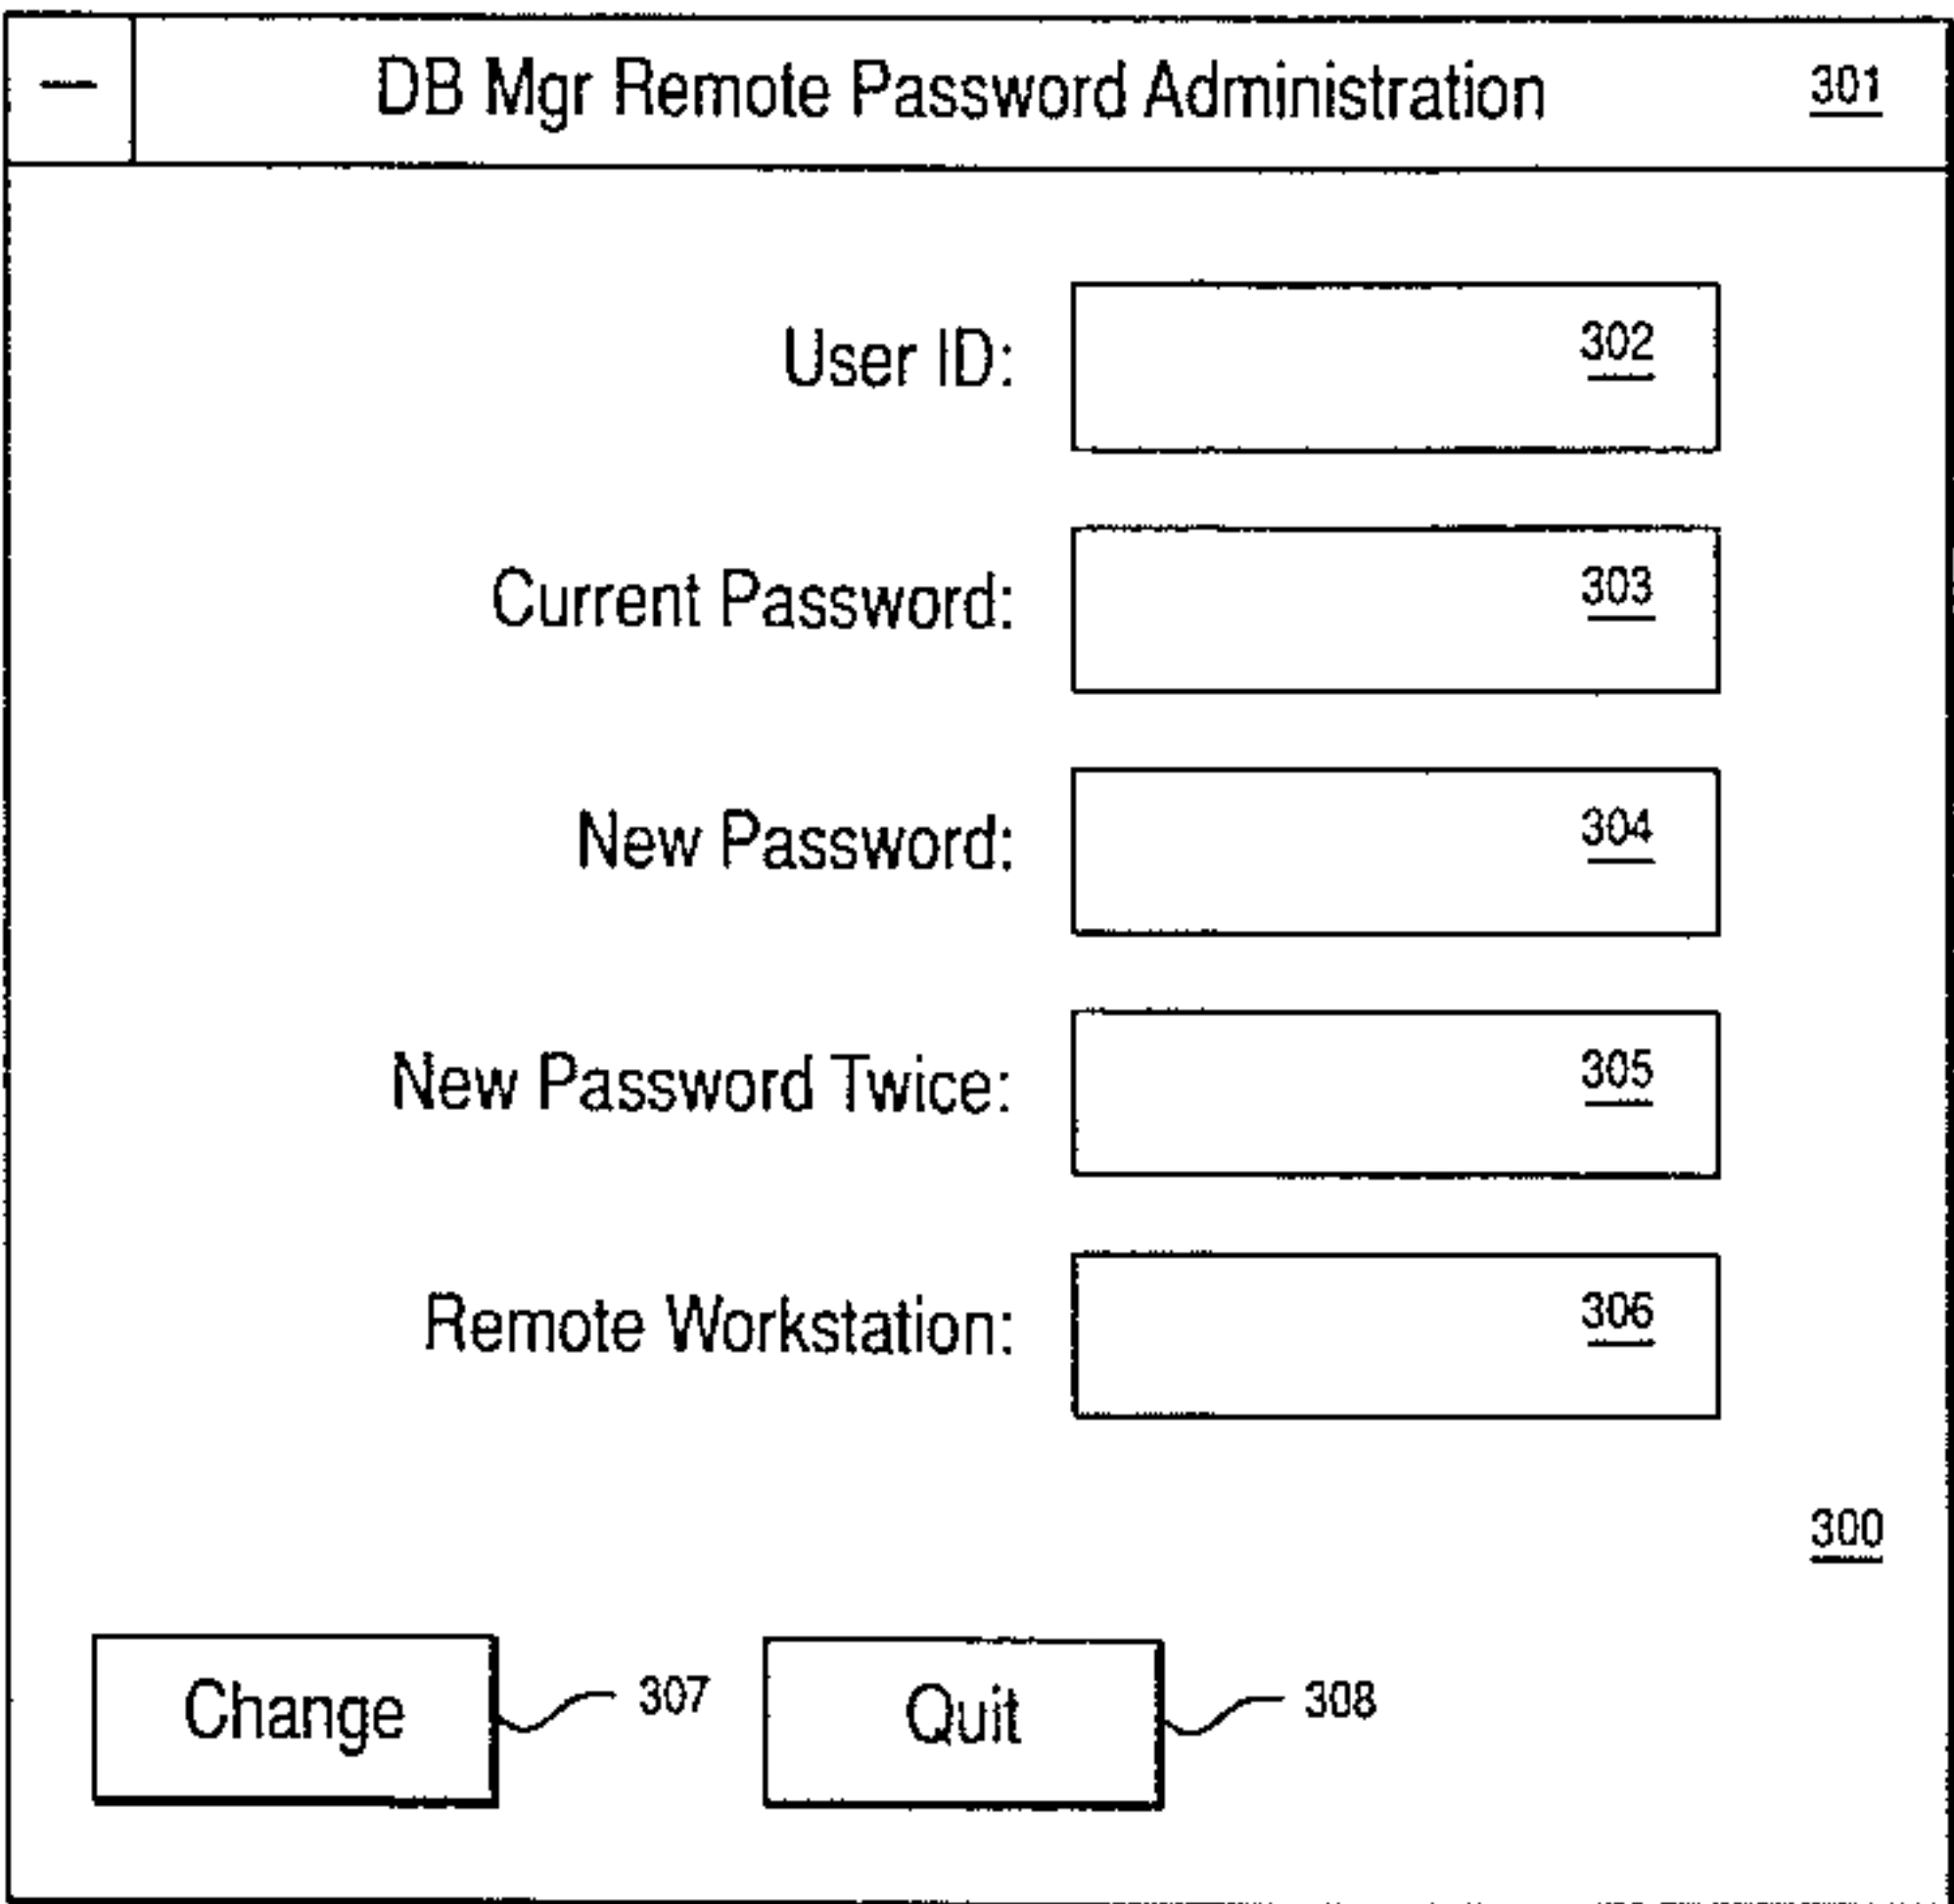 DB Mgr Remote Password Administration 301
User ID: 302
Current Password: 303
New Password: 304
New Password Twice: 305
Remote Workstation: 306
300
Change 307 Quit 308